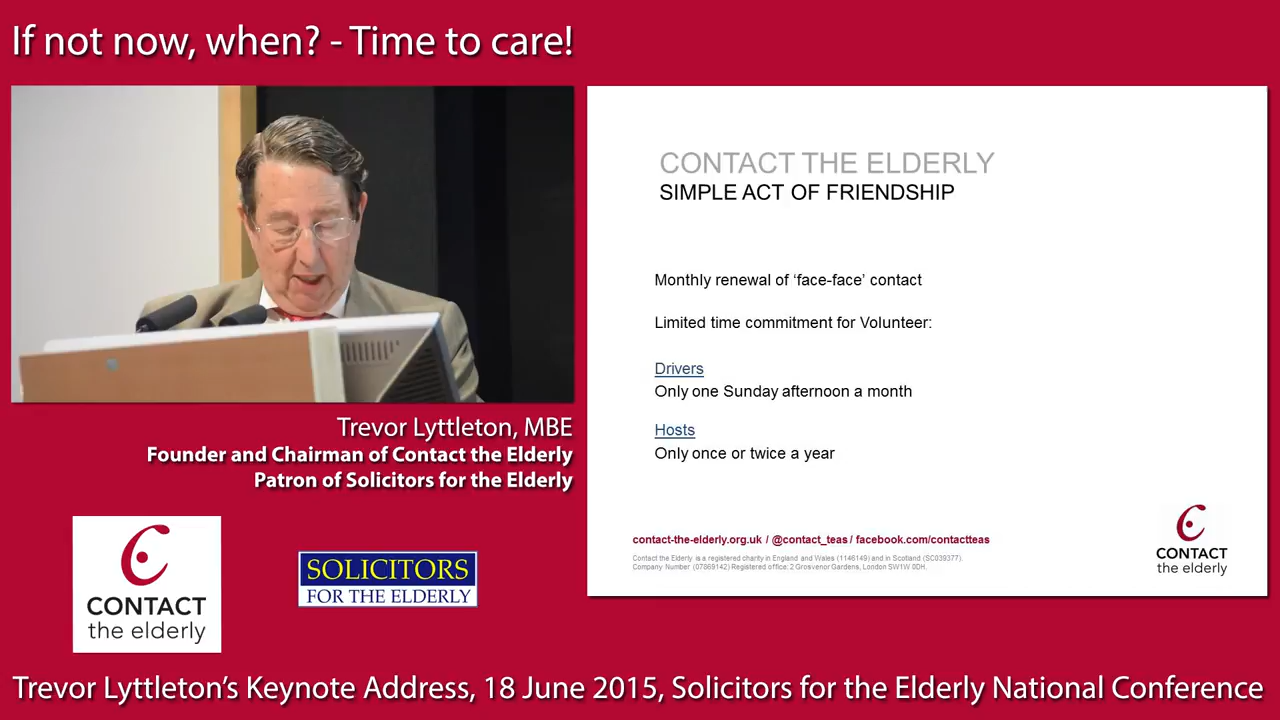 If not now, when? - Time to care!
CONTACT THE ELDERLY
SIMPLE ACT OF FRIENDSHIP
Monthly renewal of ‘face-face’ contact
Limited time commitment for Volunteer:
Drivers
Only one Sunday afternoon a month
Hosts
Only once or twice a year
contact-the-elderly.org.uk / @contact_teas / facebook.com/contactteas
Contact the Elderly is a registered charity in England and Wales (1146149) and in Scotland (SC039377).
Company Number (07869142) Registered office: 2 Grosvenor Gardens, London SW1W 0DH.
CONTACT
the elderly
Trevor Lyttleton, MBE
Founder and Chairman of Contact the Elderly
Patron of Solicitors for the Elderly
CONTACT
the elderly
SOLICITORS
FOR THE ELDERLY
Trevor Lyttleton’s Keynote Address, 18 June 2015, Solicitors for the Elderly National Conference